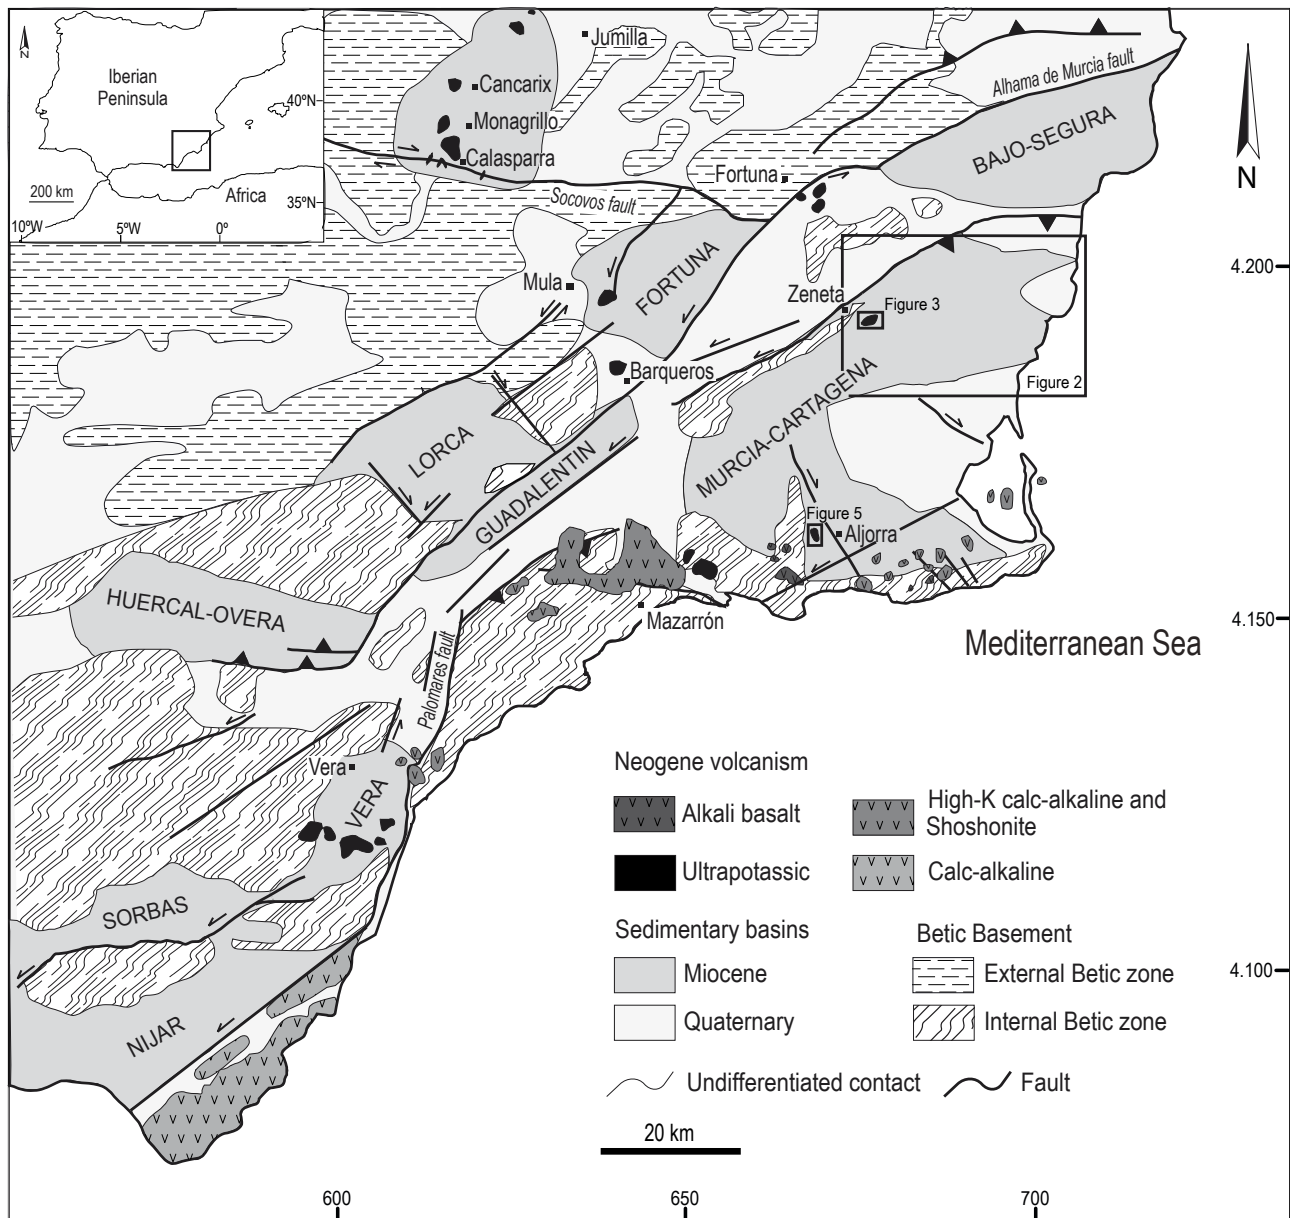 N
Iberian
Peninsula
40ºN
200 km
Africa
35ºN
10ºW
5ºW
0º
Jumilla
Cancarix
Monagrillo
Calasparra
Alhama de Murcia fault
BAJO-SEGURA
N
Fortuna
Socovos fault
Mula
FORTUNA
Zeneta
Figure 3
4.200
Barqueros
Figure 2
LORCA
GUADALENTIN
MURCIA-CARTAGENA
Figure 5
Aljorra
HUERCAL-OVERA
Mazarrón
4.150
Mediterranean Sea
Palomares fault
Vera
VERA
SORBAS
NIJAR
Neogene volcanism
Alkali basalt
High-K calc-alkaline and
Shoshonite
Ultrapotassic
Calc-alkaline
Sedimentary basins
Betic Basement
Miocene
External Betic zone
4.100
Quaternary
Internal Betic zone
Undifferentiated contact
Fault
20 km
600
650
700